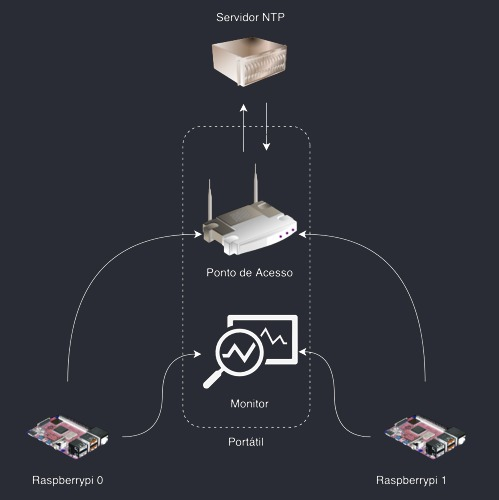 Servidor NTP
Ponto de Acesso
Monitor
Portátil
Raspberrypi 0
Raspberrypi 1